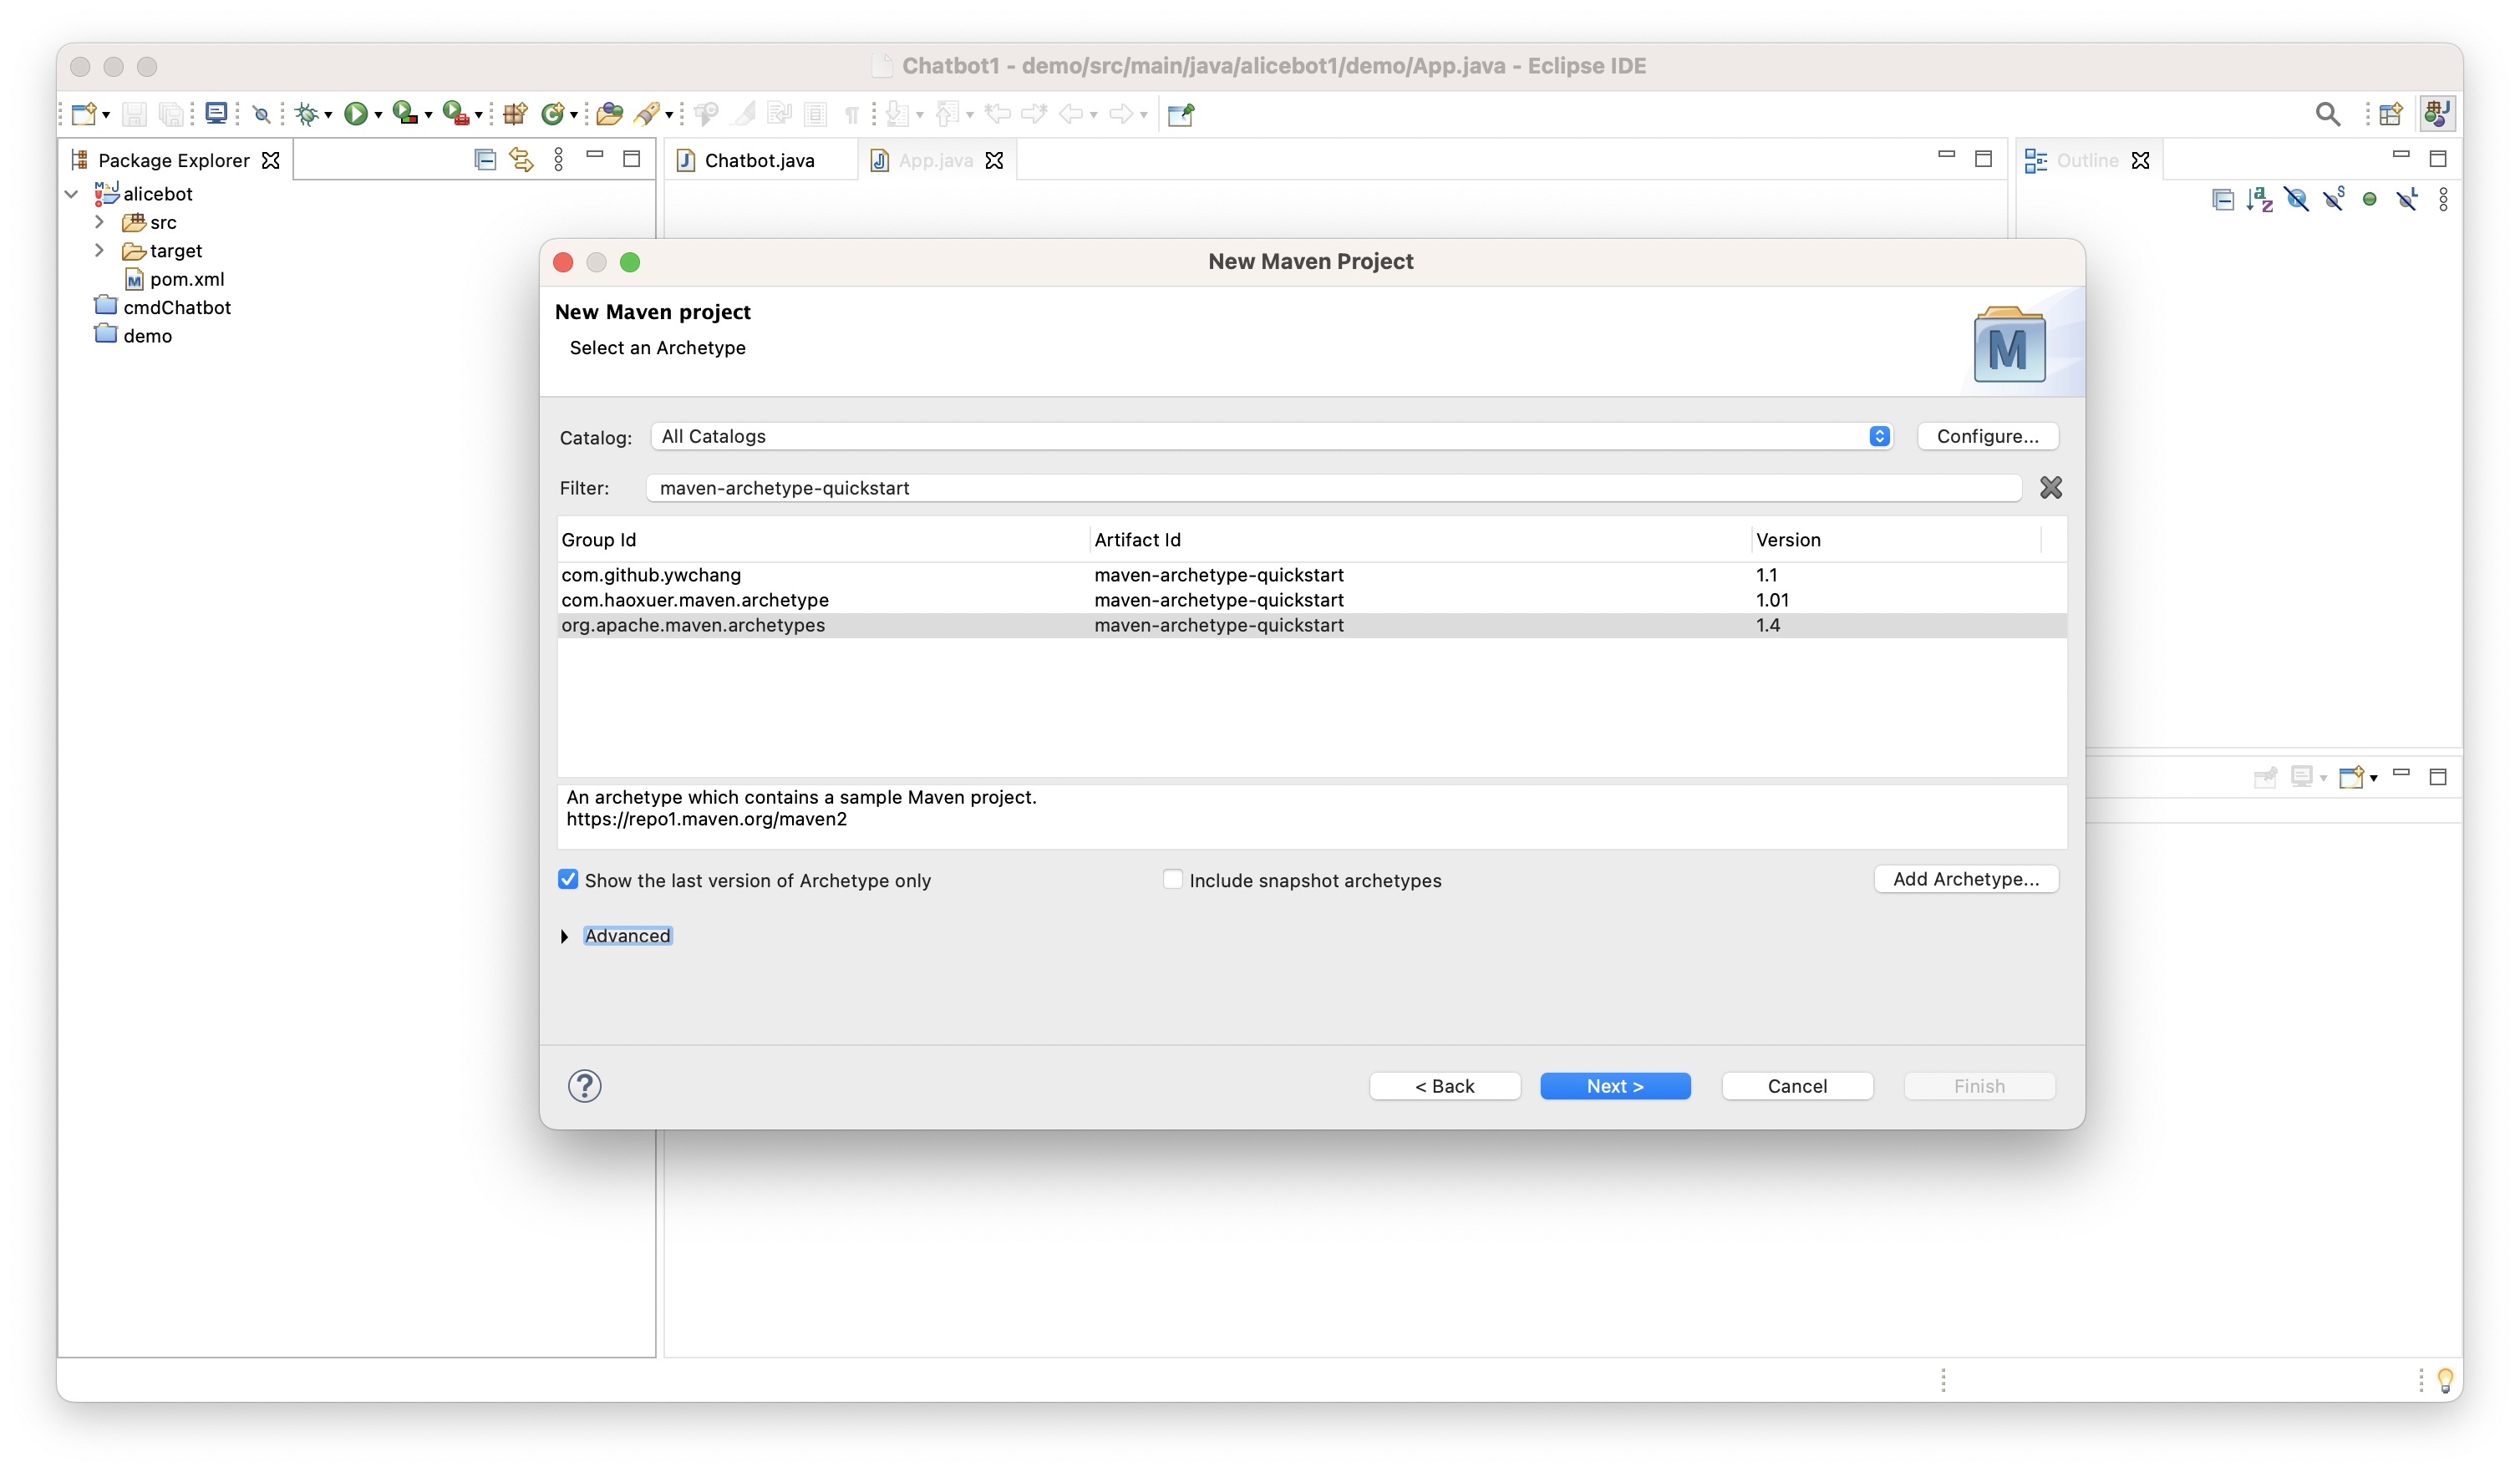 Chatbot1 - demo/src/main/java/alicebot1/demo/App.java - Eclipse IDE
Package Explorer
Chatbot.java
App.java
Outline
alicebot
src
target
pom.xml
cmdChatbot
demo
New Maven Project
New Maven project
Select an Archetype
Catalog: All Catalogs Configure...
Filter: maven-archetype-quickstart
Group Id Artifact Id Version
com.github.ywchang maven-archetype-quickstart 1.1
com.haoxuer.maven.archetype maven-archetype-quickstart 1.01
org.apache.maven.archetypes maven-archetype-quickstart 1.4
An archetype which contains a sample Maven project.
https://repo1.maven.org/maven2
Show the last version of Archetype only Include snapshot archetypes Add Archetype...
Advanced
< Back Next > Cancel Finish